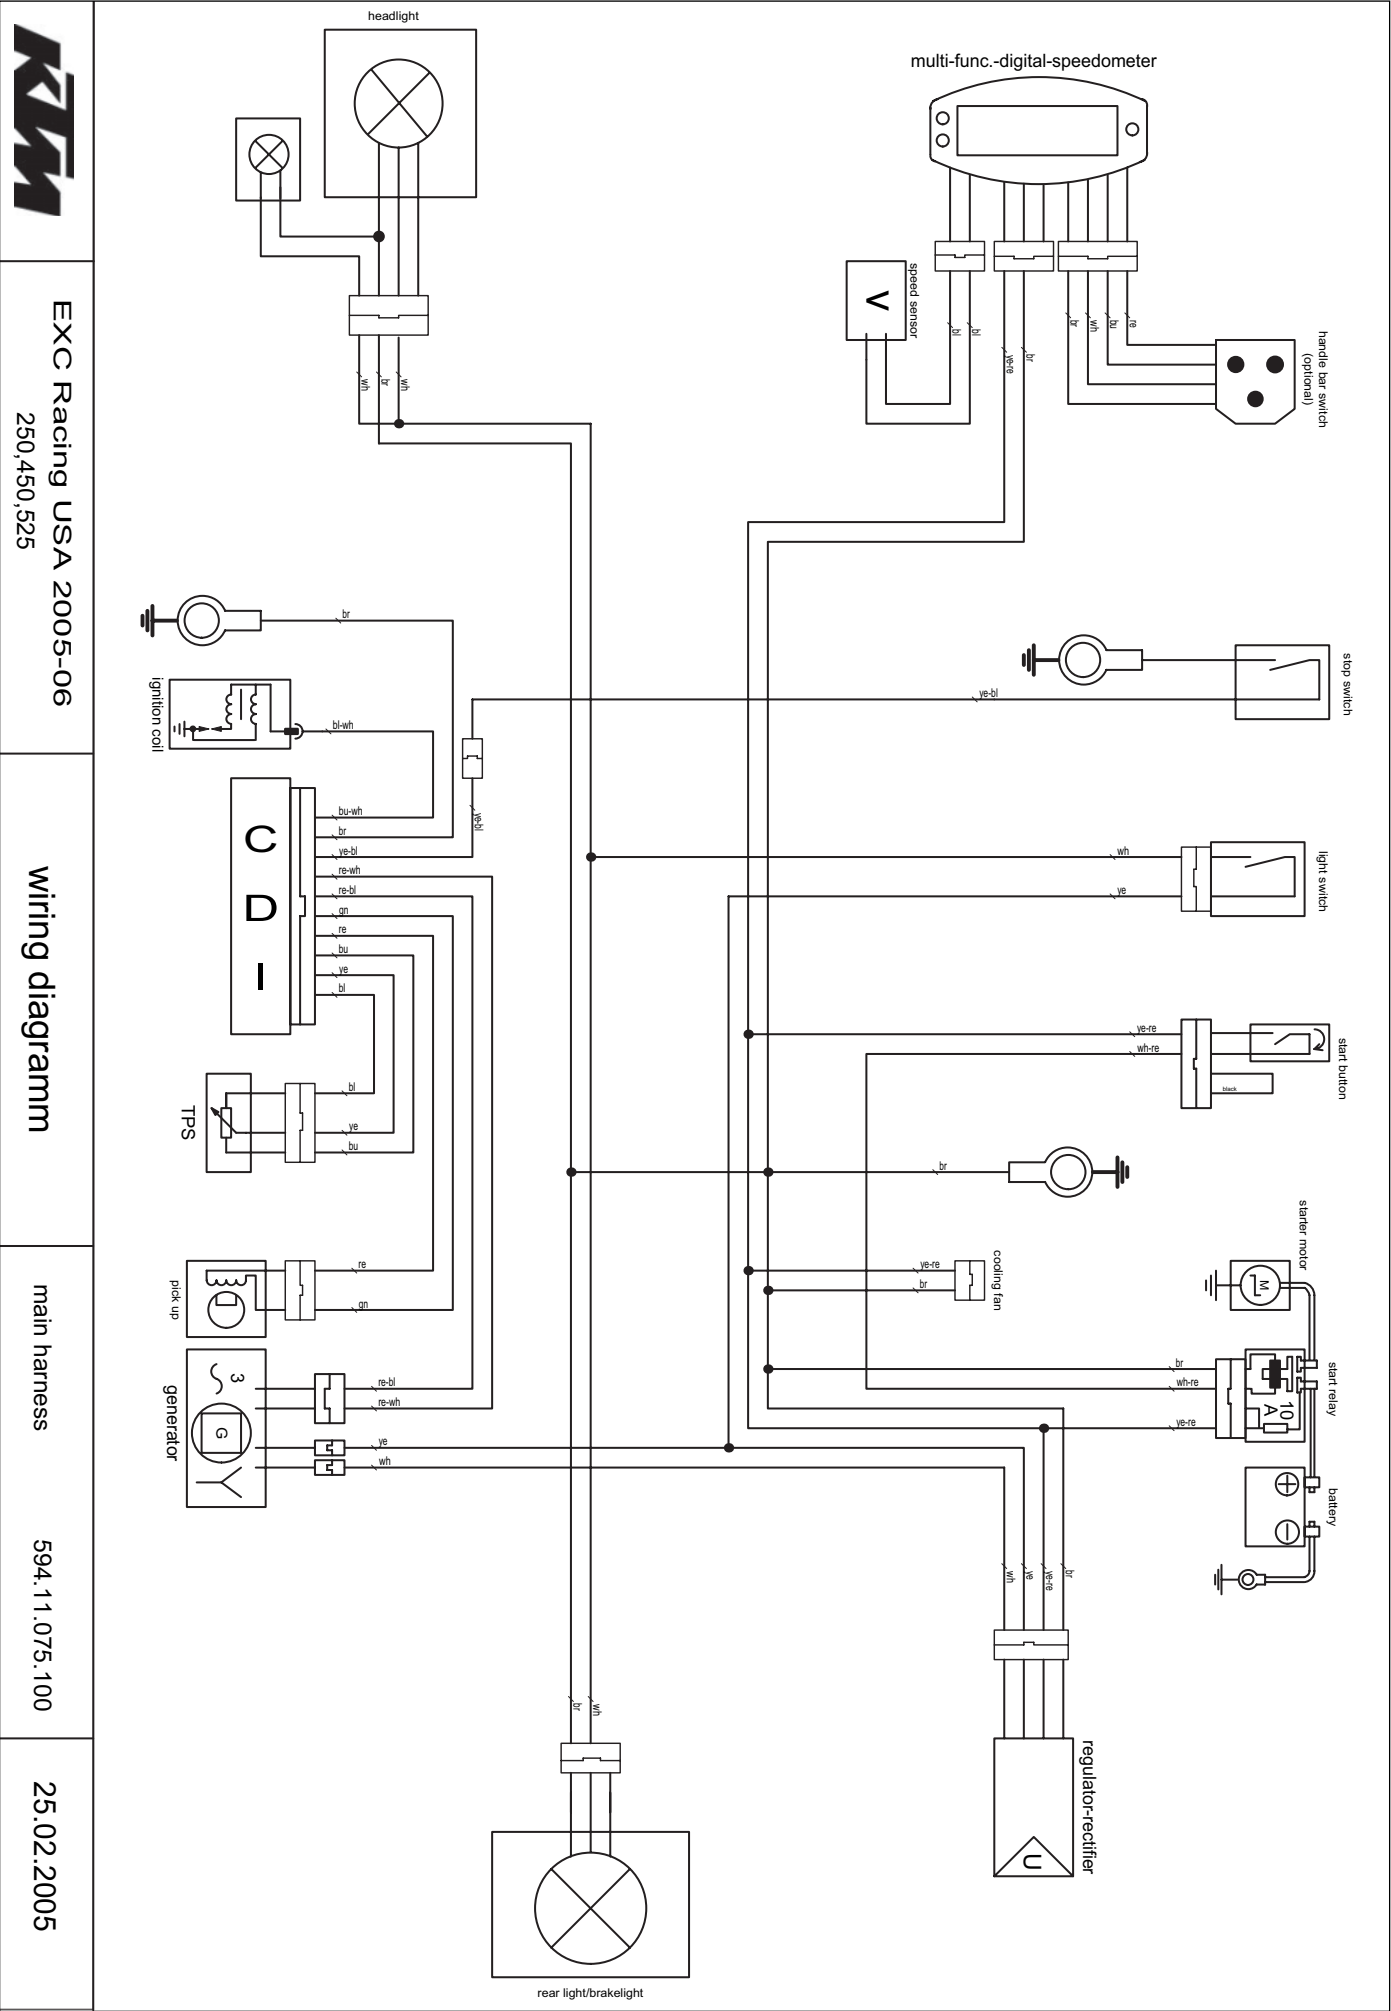 headlight
multi-func.-digital-speedometer
speed sensor
V
handle bar switch
(optional)
bl
bl
ye-re
br
br
wh
bu
re
wh
br
wh
br
ignition coil
bl-wh
ye-bl
stop switch
ye-bl
C
D
I
bu-wh
br
ye-bl
re-wh
re-bl
gn
re
bu
ye
bl
wh
ye
light switch
ye-re
wh-re
black
start button
TPS
bl
ye
bu
br
pick up
re
gn
ye-re
br
cooling fan
starter motor
M
start relay
10
A
br
wh-re
ye-re
battery
generator
3
G
re-bl
re-wh
ye
wh
wh
ye
ye-re
br
regulator-rectifier
U
br
wh
rear light/brakelight
KTM
EXC Racing USA 2005-06
250,450,525
wiring diagramm
main harness
594.11.075.100
25.02.2005